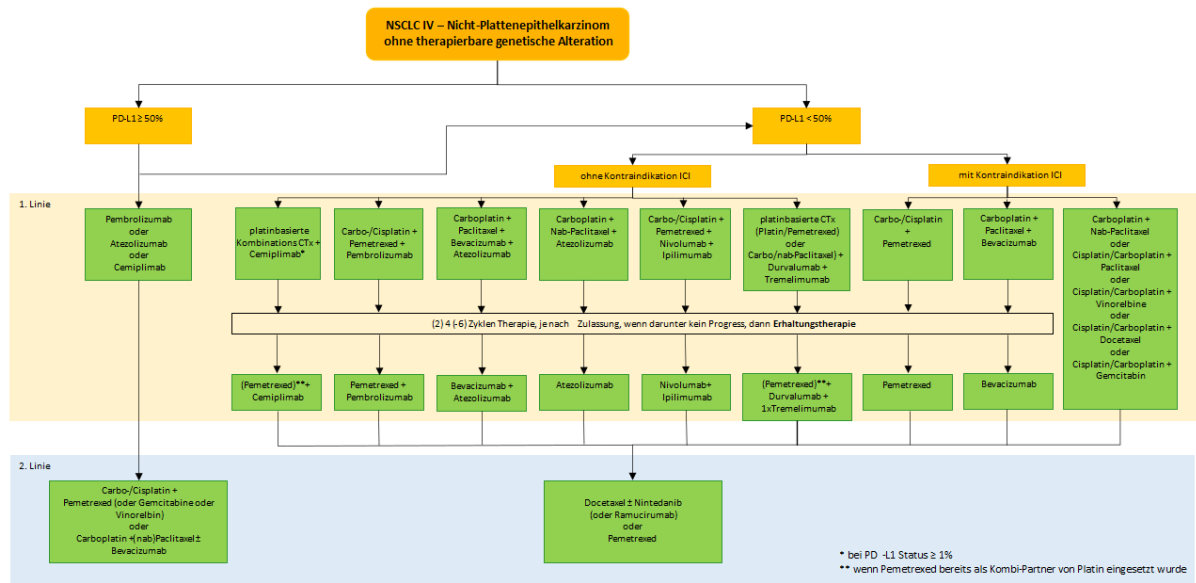 NSCLC IV – Nicht-Plattenepithelkarzinom
ohne therapierbare genetische Alteration
PD-L1 ≥ 50%
PD-L1 < 50%
ohne Kontraindikation ICI
mit Kontraindikation ICI
1. Linie
Pembrolizumab
oder
Atezolizumab
oder
Cemiplimab
platinbasierte
Kombinations CTx +
Cemiplimab*
Carbo-/Cisplatin +
Pemetrexed +
Pembrolizumab
Carboplatin +
Paclitaxel +
Bevacizumab +
Atezolizumab
Carboplatin +
Nab-Paclitaxel +
Atezolizumab
Carbo-/Cisplatin +
Pemetrexed +
Nivolumab +
Ipilimumab
platinbasierte CTx
(Platin/Pemetrexed)
oder
Carbo/nab-Paclitaxel) +
Durvalumab +
Tremelimumab
Carbo-/Cisplatin
+
Pemetrexed
Carboplatin +
Paclitaxel +
Bevacizumab
Carboplatin +
Nab-Paclitaxel
oder
Cisplatin/Carboplatin +
Paclitaxel
oder
Cisplatin/Carboplatin +
Vinorelbine
oder
Cisplatin/Carboplatin +
Docetaxel
oder
Cisplatin/Carboplatin +
Gemcitabin
(2) 4 (-6) Zyklen Therapie, je nach Zulassung, wenn darunter kein Progress, dann Erhaltungstherapie
(Pemetrexed)**+
Cemiplimab
Pemetrexed +
Pembrolizumab
Bevacizumab +
Atezolizumab
Atezolizumab
Nivolumab+
Ipilimumab
(Pemetrexed)**+
Durvalumab +
1xTremelimumab
Pemetrexed
Bevacizumab
2. Linie
Carbo-/Cisplatin +
Pemetrexed (oder Gemcitabine oder
Vinorelbin)
oder
Carboplatin +(nab)Paclitaxel ±
Bevacizumab
Docetaxel ± Nintedanib
(oder Ramucirumab)
oder
Pemetrexed
* bei PD -L1 Status ≥ 1%
** wenn Pemetrexed bereits als Kombi-Partner von Platin eingesetzt wurde